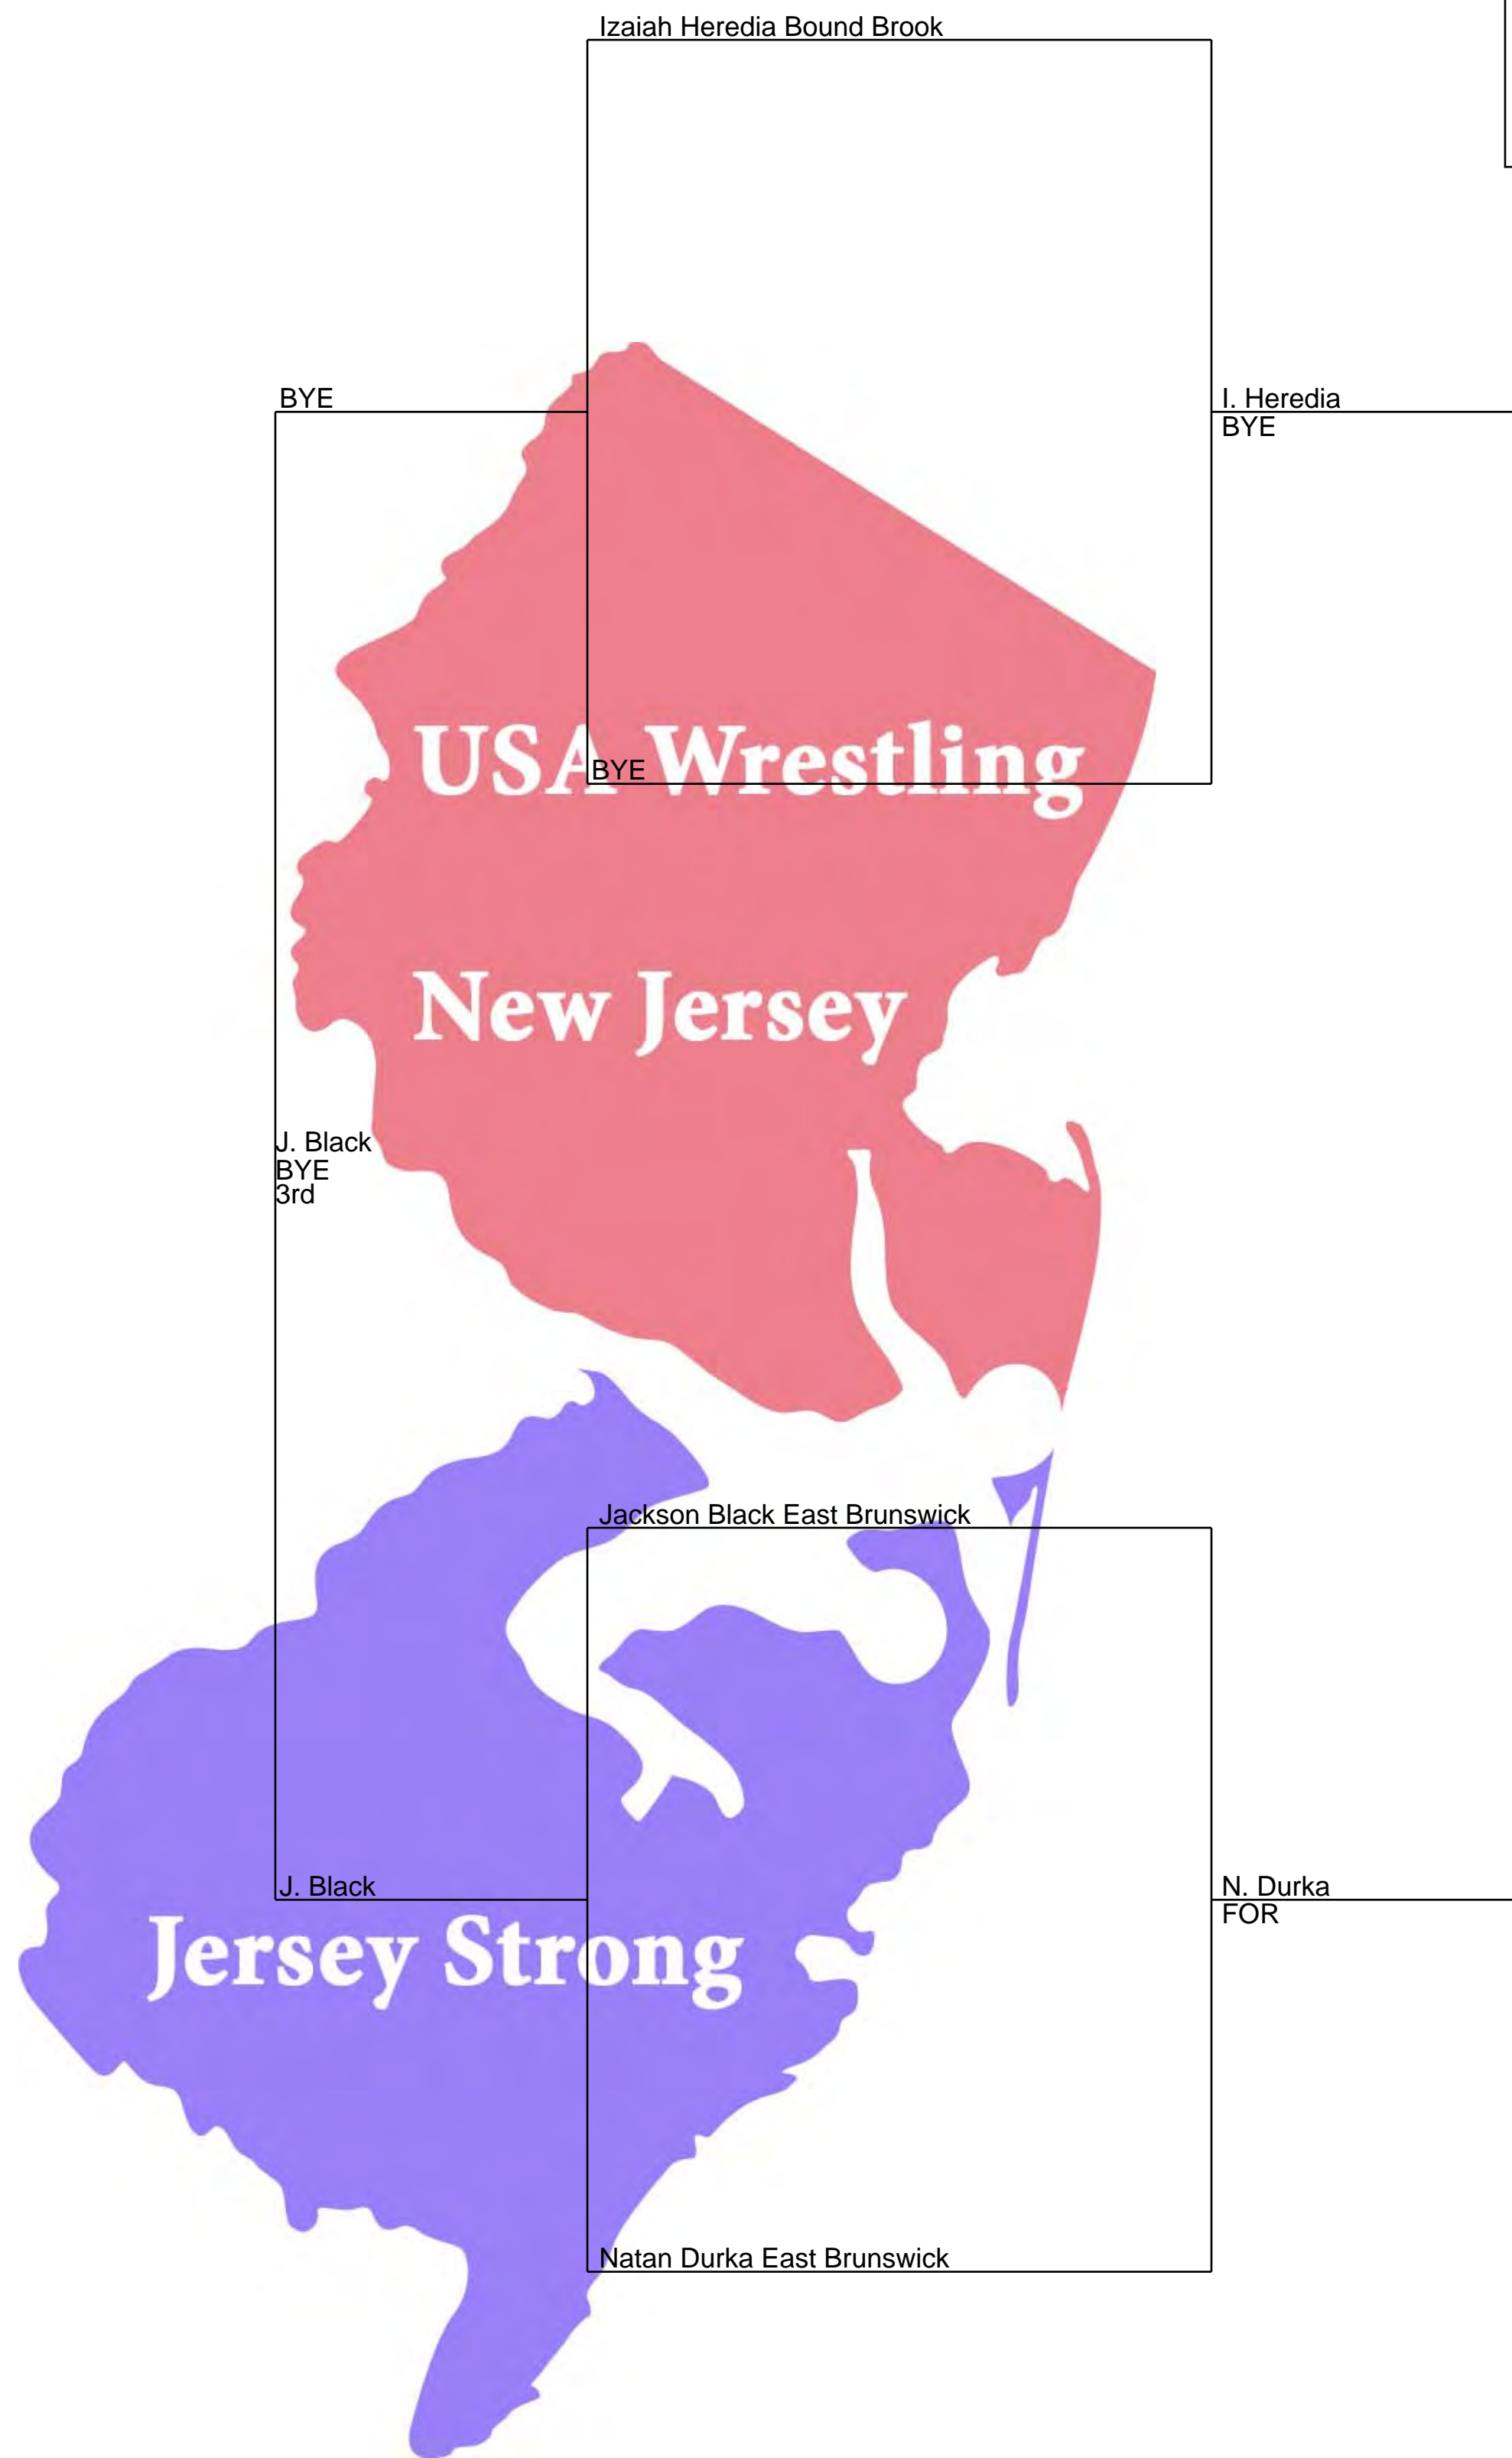 Izaiah Heredia Bound Brook
BYE
I. Heredia
BYE
USA Wrestling
BYE
New Jersey
J. Black
BYE
3rd
Jackson Black East Brunswick
J. Black
N. Durka
FOR
Jersey Strong
Natan Durka East Brunswick